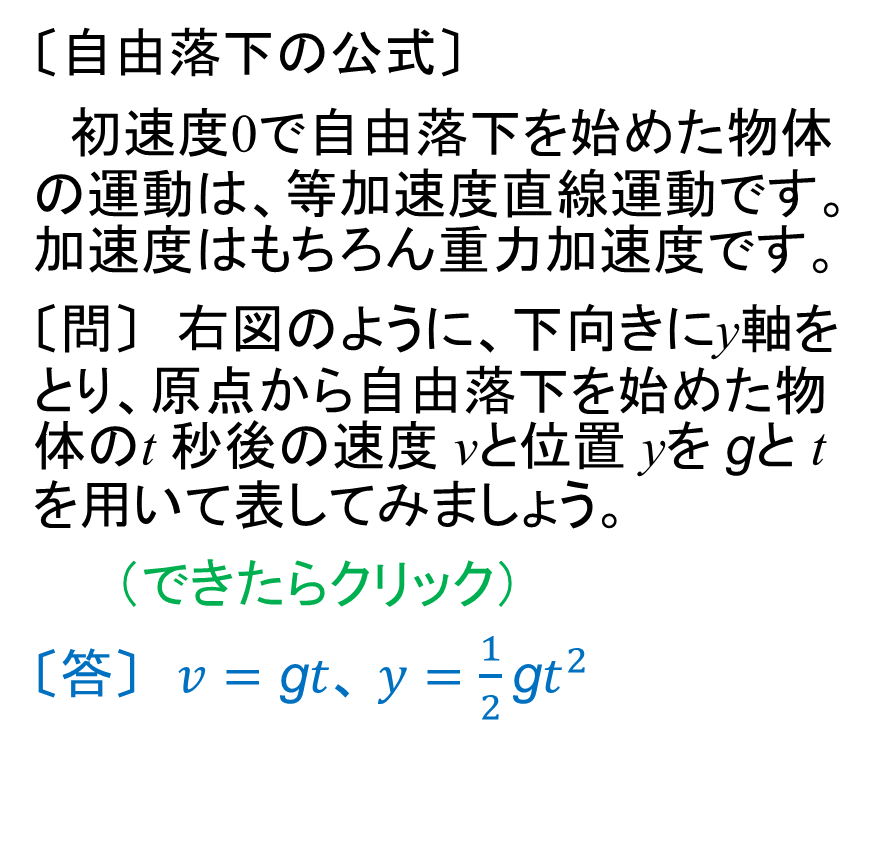 〔自由落下の公式〕
初速度0で自由落下を始めた物体
の運動は、等加速度直線運動です。
加速度はもちろん重力加速度です。
〔問〕 右図のように、下向きにy軸を
とり、原点から自由落下を始めた物
体のt 秒後の速度 vと位置 yを gと t
を用いて表してみましょう。
（できたらクリック）
〔答〕 v = gt、y = 1/2 gt²